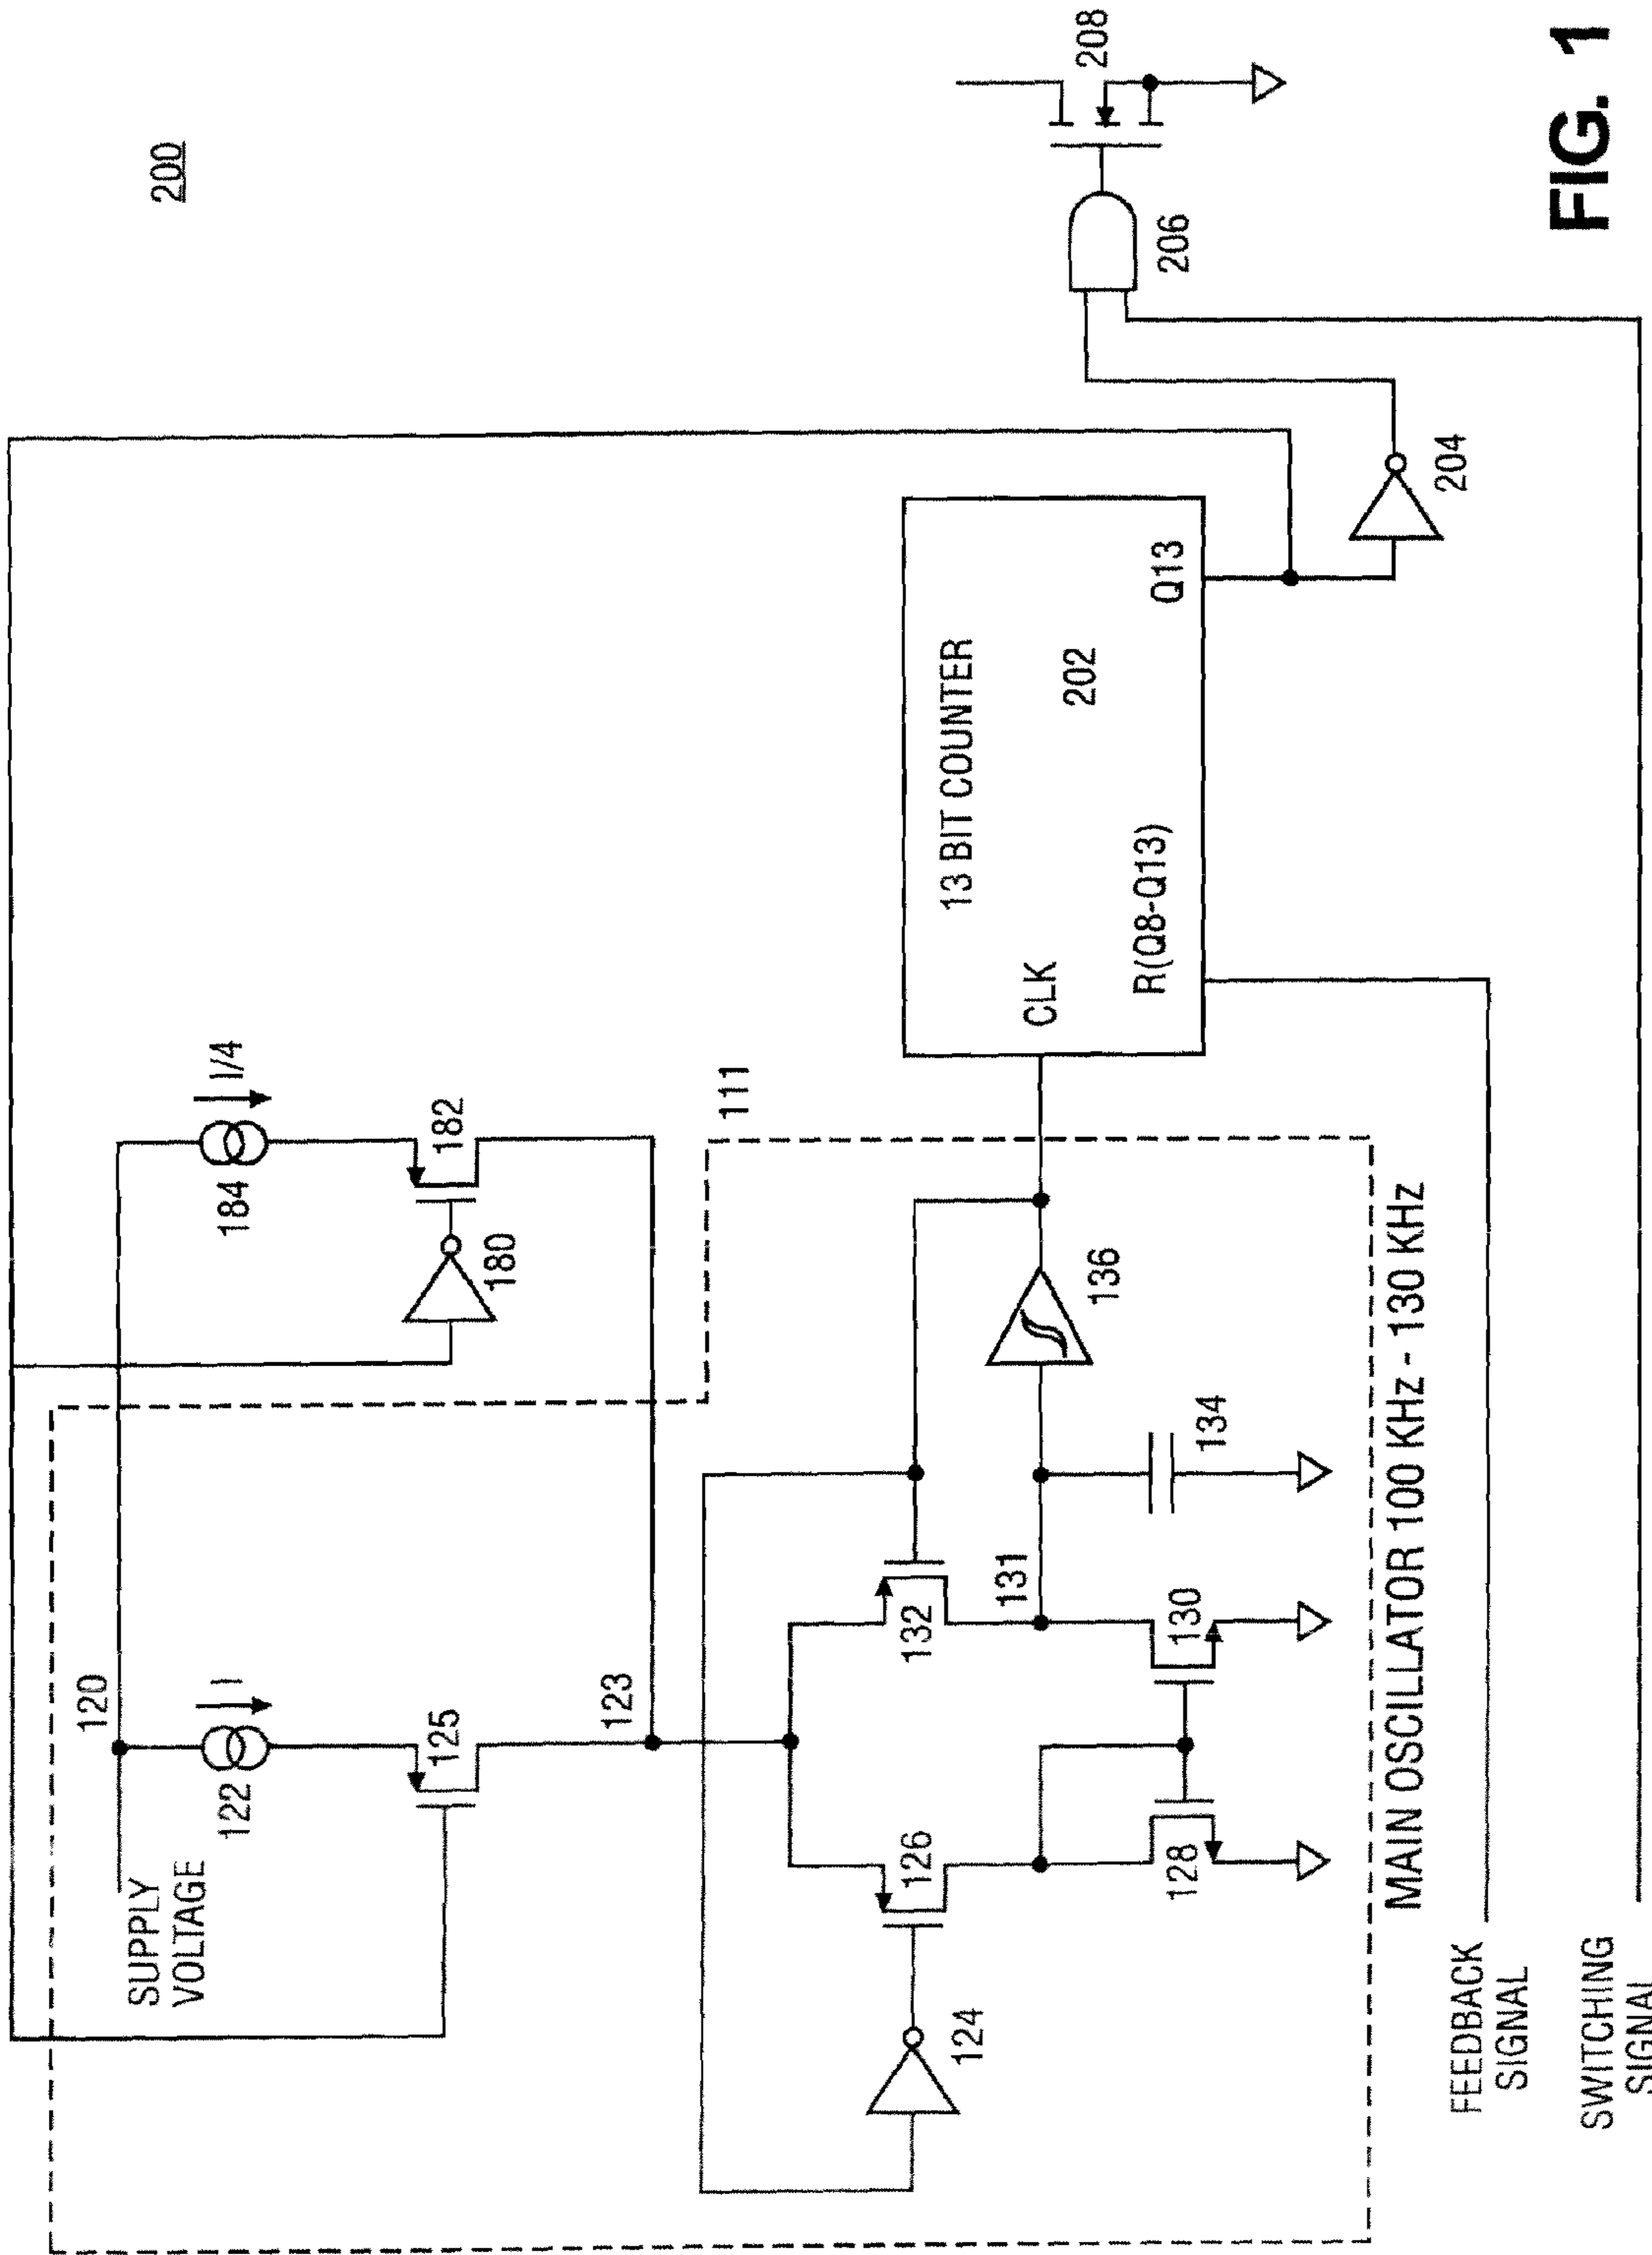 200
120
SUPPLY
VOLTAGE
122
I
125
123
184
I/4
182
180
111
124
126
128
132
131
130
134
136
13 BIT COUNTER
CLK
202
R(Q8-Q13)
Q13
204
206
208
MAIN OSCILLATOR 100 KHz - 130 KHz
FEEDBACK
SIGNAL
SWITCHING
SIGNAL
FIG. 1